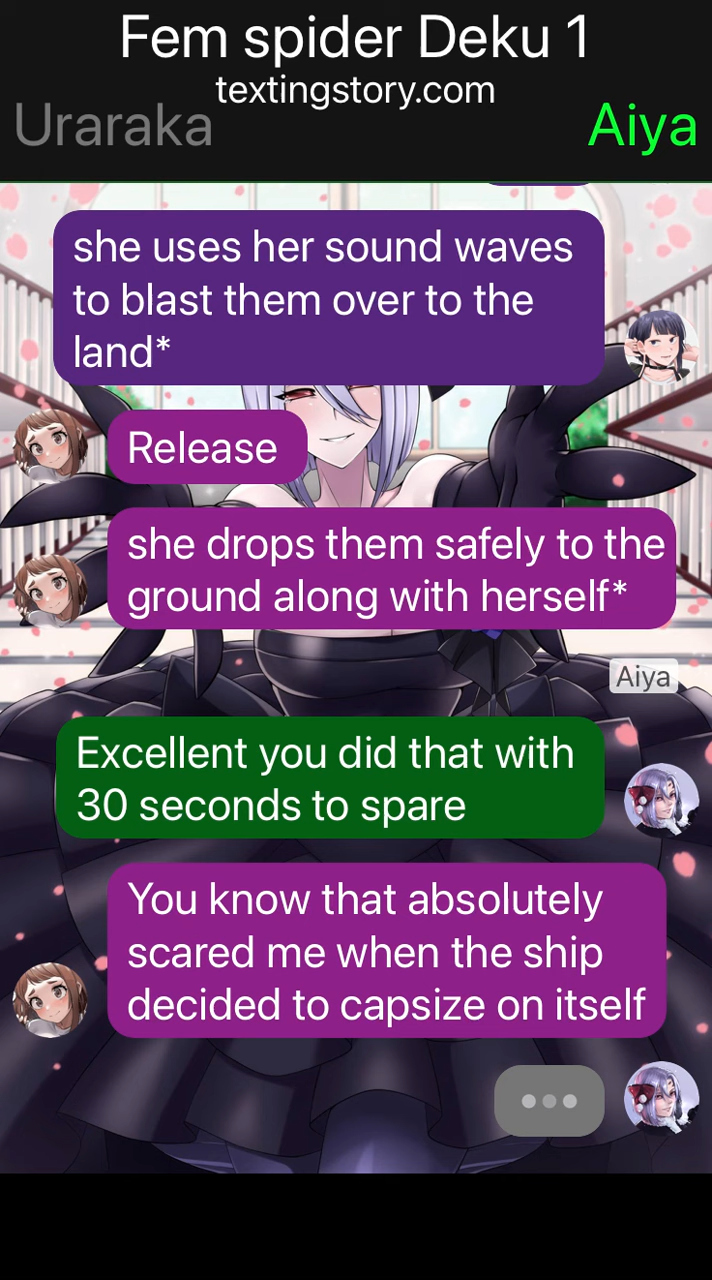 Fem spider Deku 1
textingstory.com
Uraraka
Aiya
she uses her sound waves
to blast them over to the
land*
Release
she drops them safely to the
ground along with herself*
Aiya
Excellent you did that with
30 seconds to spare
You know that absolutely
scared me when the ship
decided to capsize on itself